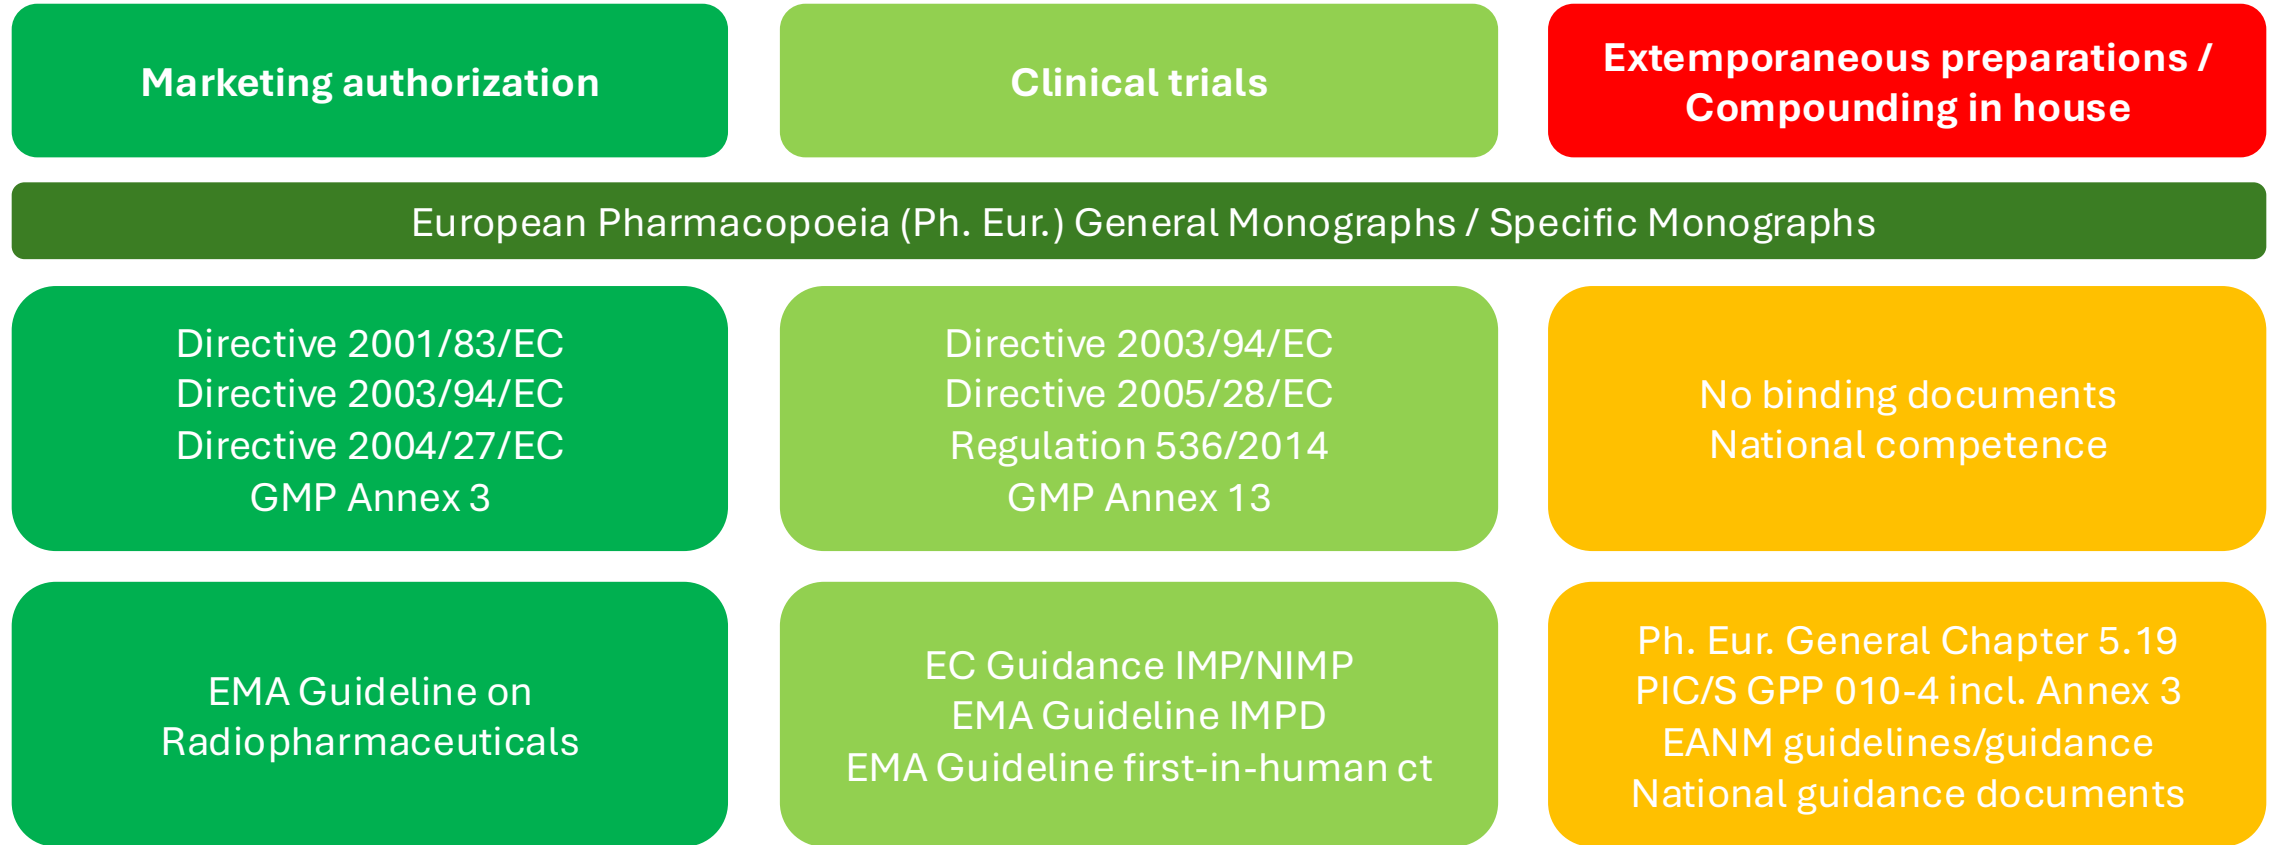 Marketing authorization
Clinical trials
Extemporaneous preparations /
Compounding in house
European Pharmacopoeia (Ph. Eur.) General Monographs / Specific Monographs
Directive 2001/83/EC
Directive 2003/94/EC
Directive 2004/27/EC
GMP Annex 3
Directive 2003/94/EC
Directive 2005/28/EC
Regulation 536/2014
GMP Annex 13
No binding documents
National competence
EMA Guideline on
Radiopharmaceuticals
EC Guidance IMP/NIMP
EMA Guideline IMPD
EMA Guideline first-in-human ct
Ph. Eur. General Chapter 5.19
PIC/S GPP 010-4 incl. Annex 3
EANM guidelines/guidance
National guidance documents